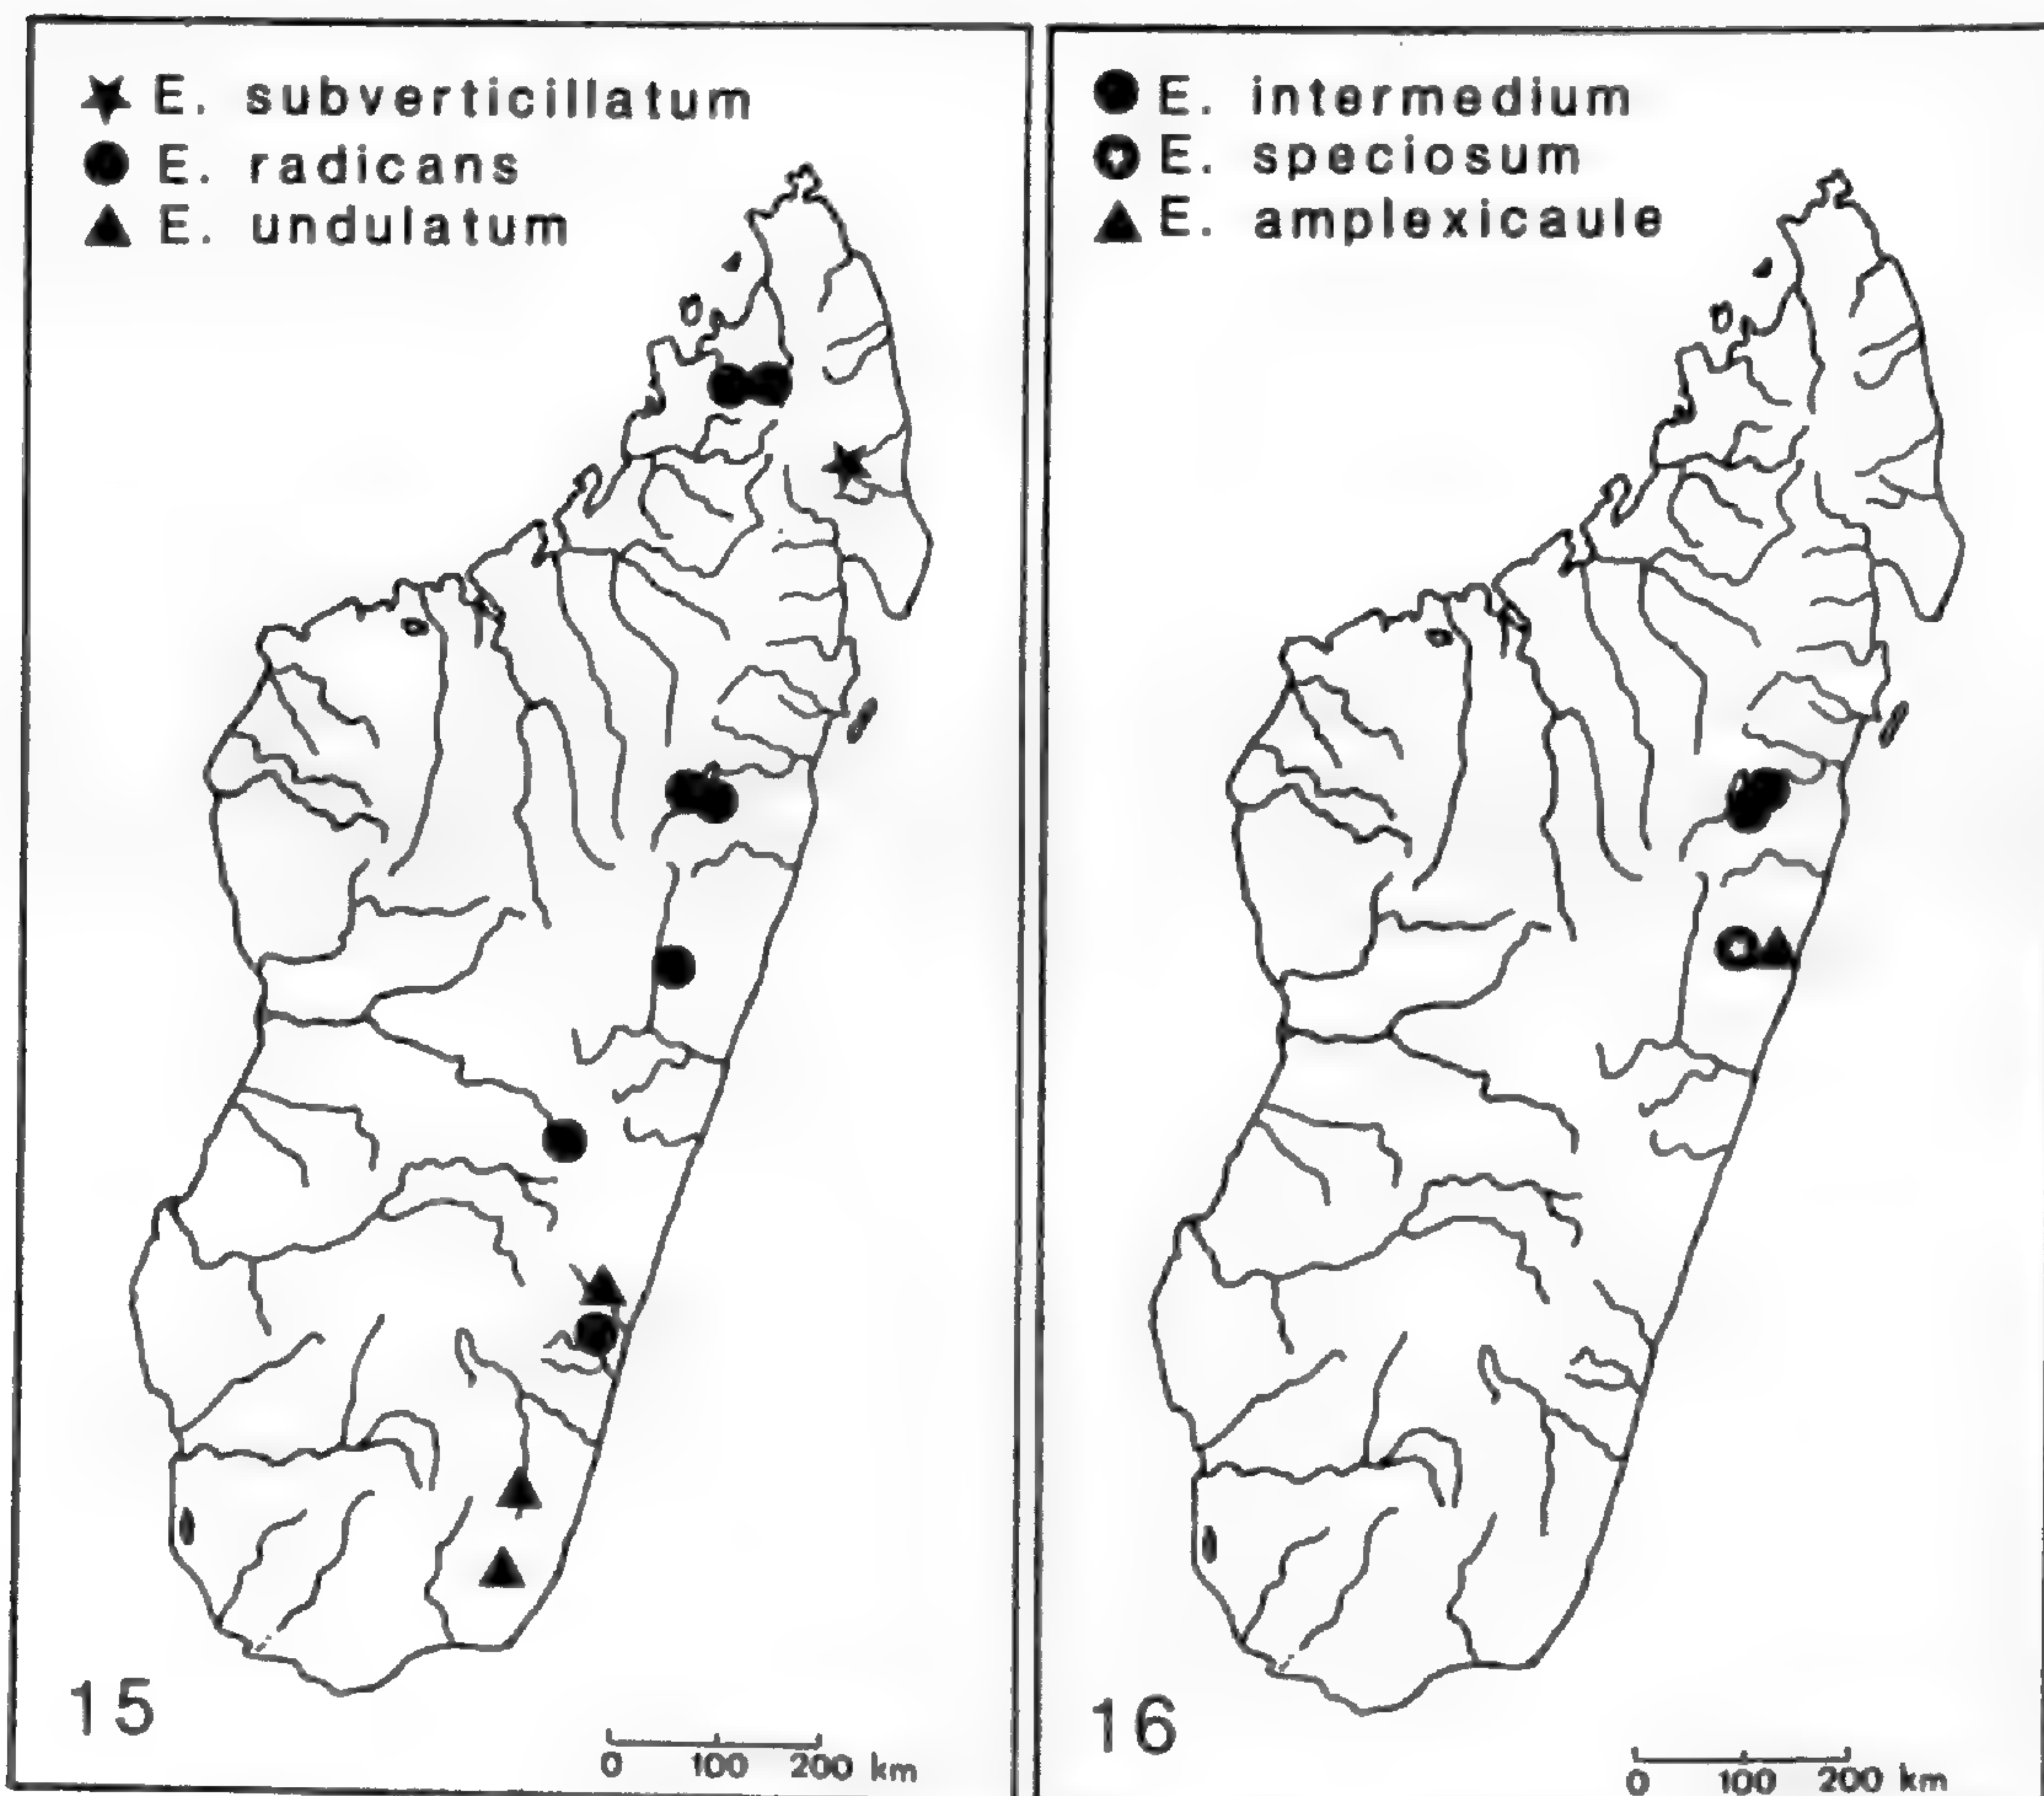 E. subverticillatum
E. radicans
E. undulatum
15
0 100 200 km
E. intermedium
E. speciosum
E. amplexicaule
16
0 100 200 km